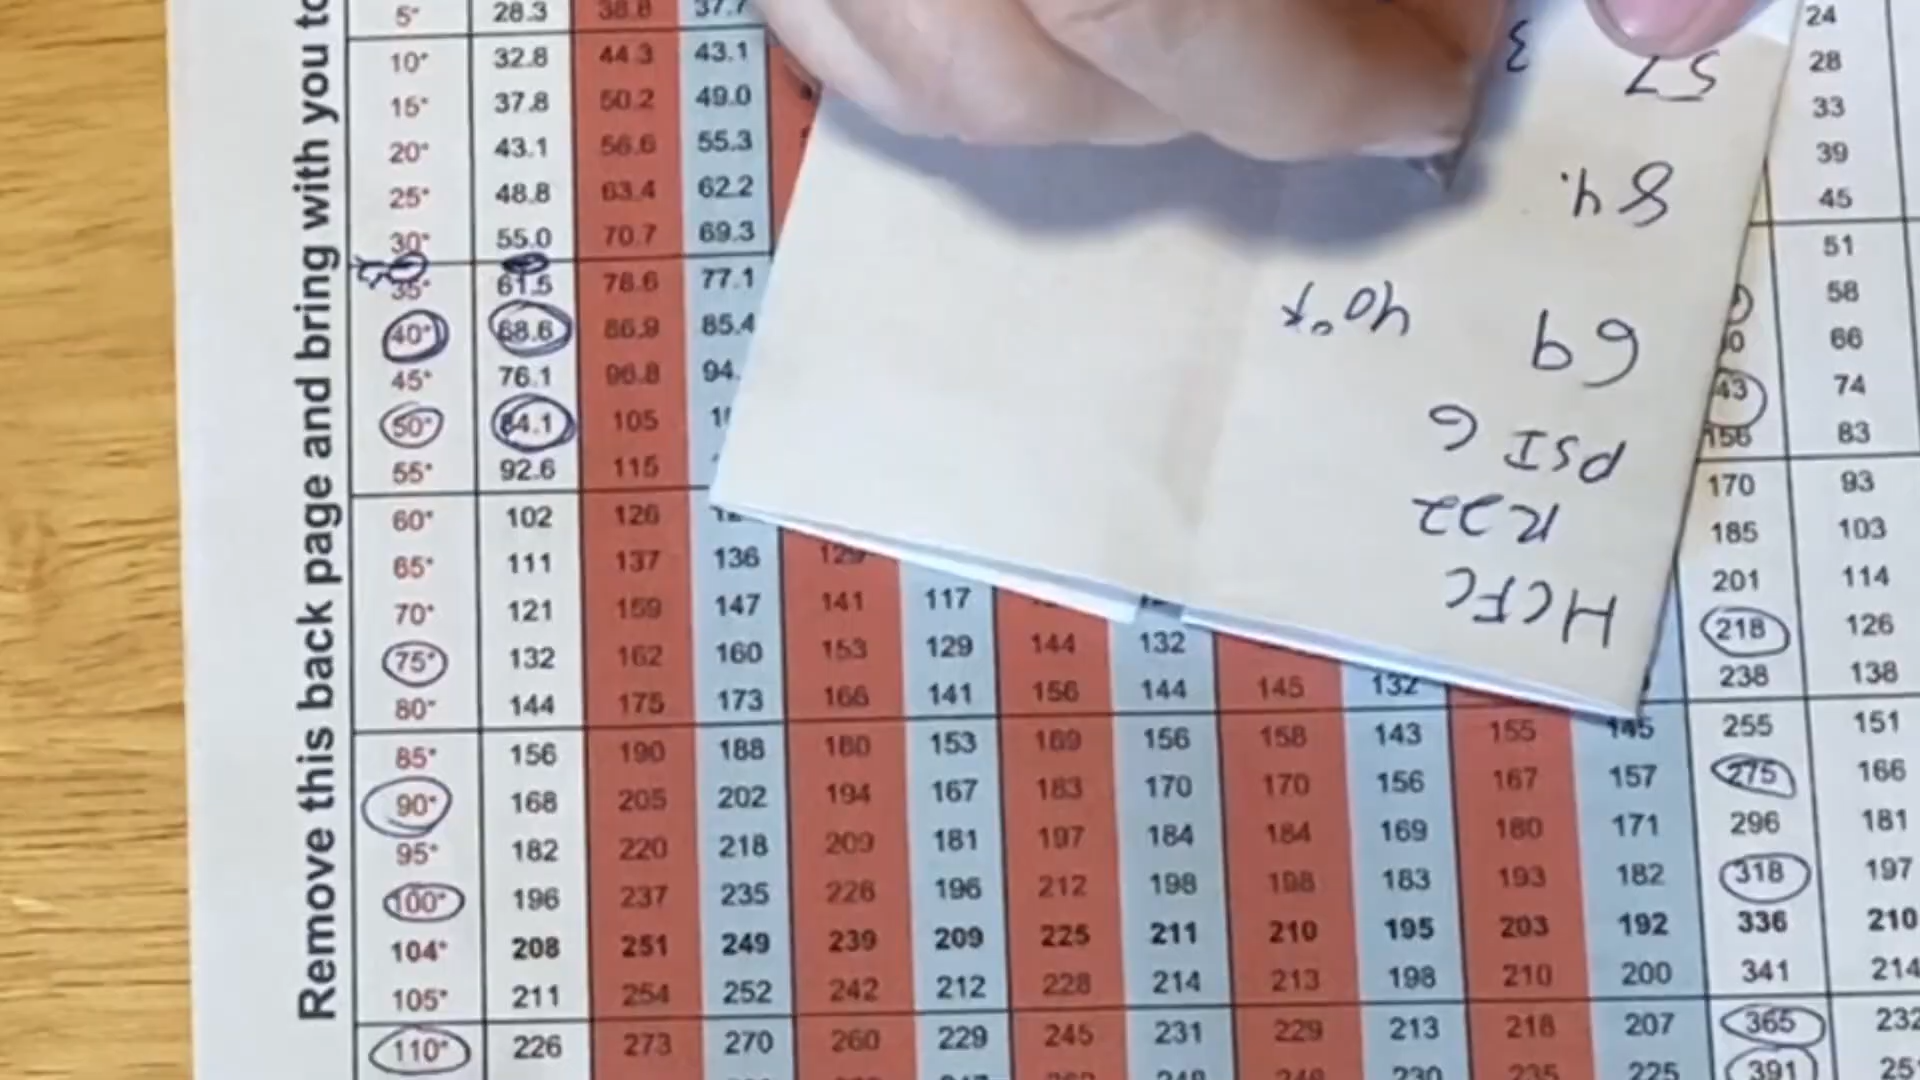 Remove this back page and bring with you to
5° 28.3 38.8 37.7 24
10° 32.8 44.3 43.1 28
15° 37.8 50.2 49.0 33
20° 43.1 56.6 55.3 39
25° 48.8 63.4 62.2 45
30° 55.0 70.7 69.3 51
35° 61.5 78.6 77.1 58
40° 68.6 86.9 85.4 66
45° 76.1 96.8 94. 43 74
50° 84.1 105 156 83
55° 92.6 115 170 93
60° 102 126 185 103
65° 111 137 136 129 201 114
70° 121 159 147 141 117 218 126
75° 132 162 160 153 129 144 132 238 138
80° 144 175 173 166 141 156 144 145 132 255 151
85° 156 190 188 180 153 169 156 158 143 155 145 275 166
90° 168 205 202 194 167 183 170 170 156 167 157 296 181
95° 182 220 218 209 181 197 184 184 169 180 171 318 197
100° 196 237 235 226 196 212 198 198 183 193 182
104° 208 251 249 239 209 225 211 210 195 203 192 336 210
105° 211 254 252 242 212 228 214 213 198 210 200 341 214
110° 226 273 270 260 229 245 231 229 213 218 207 365 232
230 235 225 391
HCFC
R22
PSIG
69 40°F
84.
57